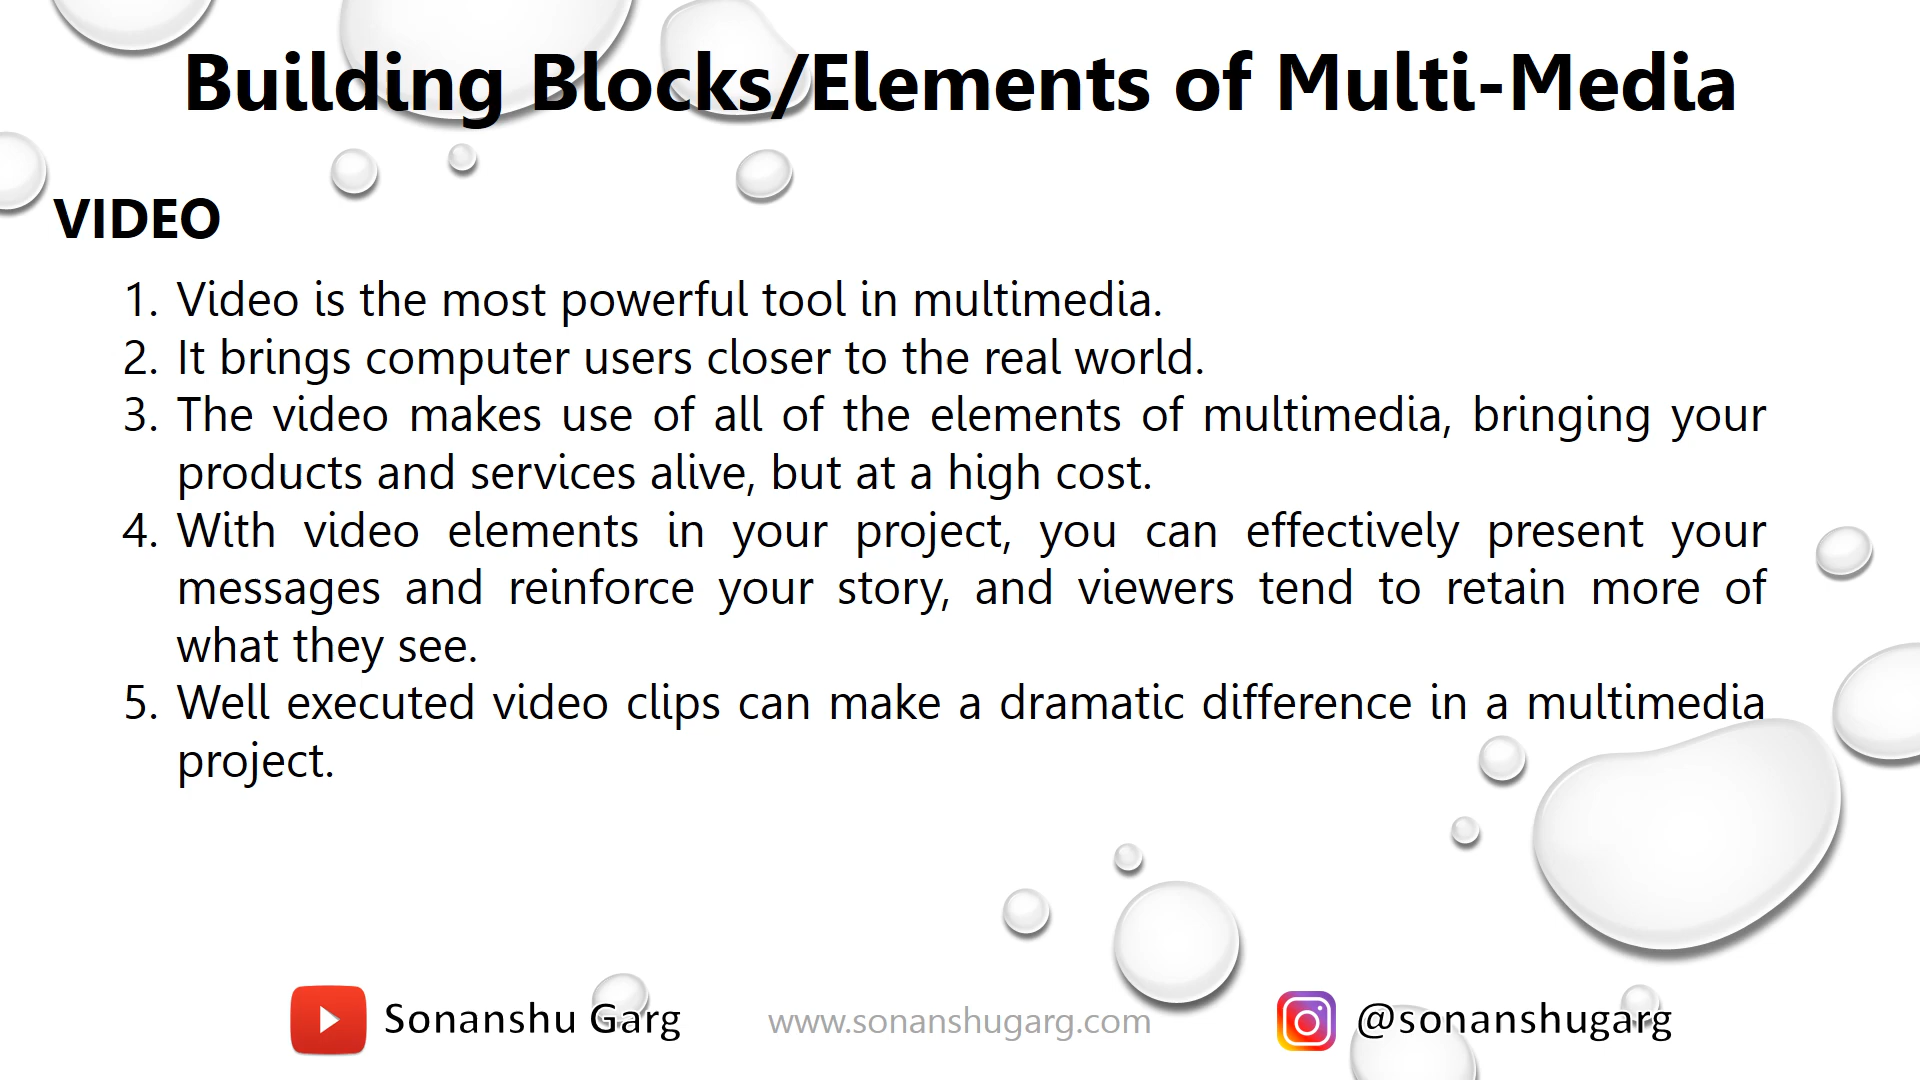 Building Blocks/Elements of Multi-Media
VIDEO
1. Video is the most powerful tool in multimedia.
2. It brings computer users closer to the real world.
3. The video makes use of all of the elements of multimedia, bringing your
products and services alive, but at a high cost.
4. With video elements in your project, you can effectively present your
messages and reinforce your story, and viewers tend to retain more of
what they see.
5. Well executed video clips can make a dramatic difference in a multimedia
project.
Sonanshu Garg www.sonanshugarg.com @sonanshugarg